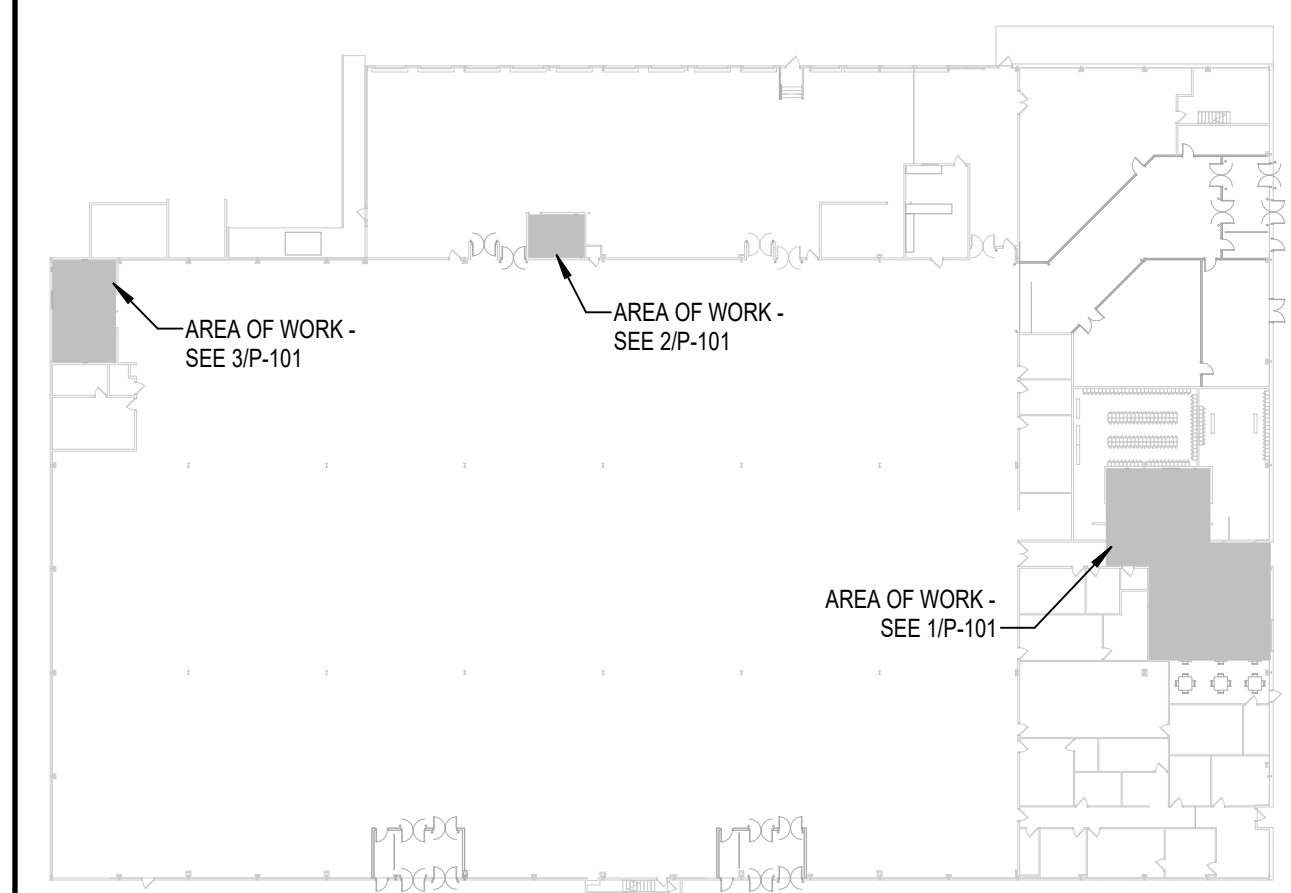 AREA OF WORK -
SEE 3/P-101
AREA OF WORK -
SEE 2/P-101
AREA OF WORK -
SEE 1/P-101